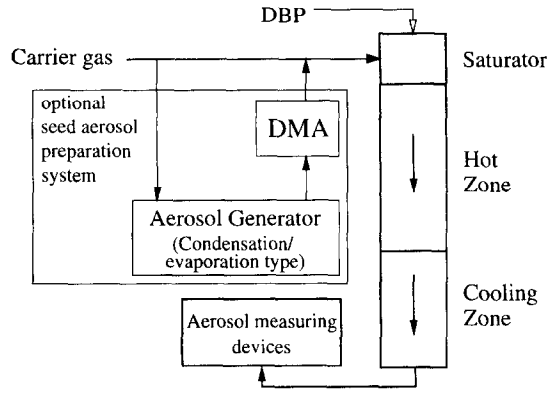 DBP
Carrier gas
Saturator
optional
seed aerosol
preparation
system
DMA
Hot
Zone
Aerosol Generator
(Condensation/
evaporation type)
Cooling
Zone
Aerosol measuring
devices